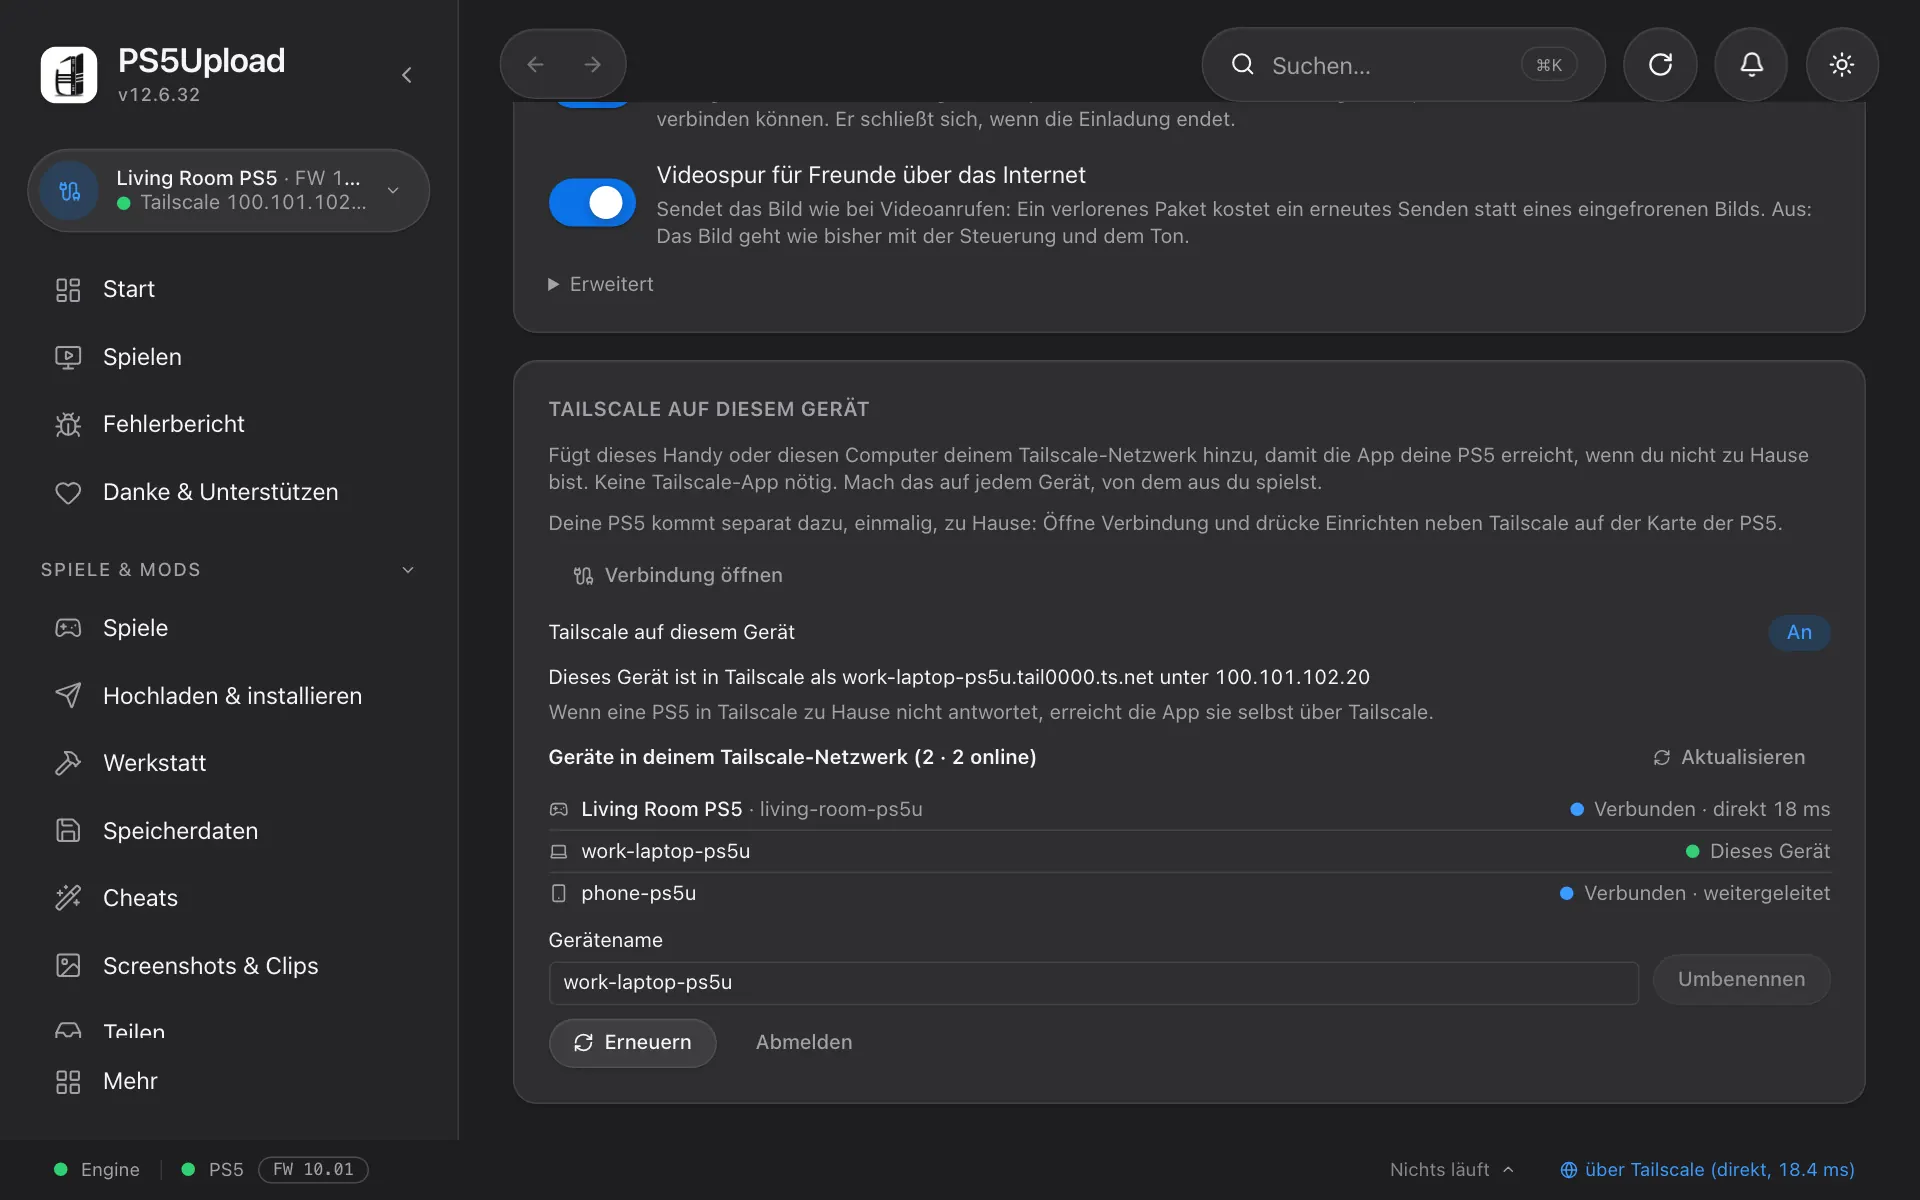 PS5Upload
v12.6.32
Living Room PS5 · FW 1...
Tailscale 100.101.102...
Start
Spielen
Fehlerbericht
Danke & Unterstützen
SPIELE & MODS
Spiele
Hochladen & installieren
Werkstatt
Speicherdaten
Cheats
Screenshots & Clips
Teilen
Mehr
Suchen...
⌘K
verbinden können. Er schließt sich, wenn die Einladung endet.
Videospur für Freunde über das Internet
Sendet das Bild wie bei Videoanrufen: Ein verlorenes Paket kostet ein erneutes Senden statt eines eingefrorenen Bilds. Aus:
Das Bild geht wie bisher mit der Steuerung und dem Ton.
Erweitert
TAILSCALE AUF DIESEM GERÄT
Fügt dieses Handy oder diesen Computer deinem Tailscale-Netzwerk hinzu, damit die App deine PS5 erreicht, wenn du nicht zu Hause
bist. Keine Tailscale-App nötig. Mach das auf jedem Gerät, von dem aus du spielst.
Deine PS5 kommt separat dazu, einmalig, zu Hause: Öffne Verbindung und drücke Einrichten neben Tailscale auf der Karte der PS5.
Verbindung öffnen
Tailscale auf diesem Gerät
An
Dieses Gerät ist in Tailscale als work-laptop-ps5u.tail0000.ts.net unter 100.101.102.20
Wenn eine PS5 in Tailscale zu Hause nicht antwortet, erreicht die App sie selbst über Tailscale.
Geräte in deinem Tailscale-Netzwerk (2 · 2 online)
Aktualisieren
Living Room PS5 · living-room-ps5u
Verbunden · direkt 18 ms
work-laptop-ps5u
Dieses Gerät
phone-ps5u
Verbunden · weitergeleitet
Gerätename
work-laptop-ps5u
Umbenennen
Erneuern
Abmelden
Engine
PS5
FW 10.01
Nichts läuft
über Tailscale (direkt, 18.4 ms)